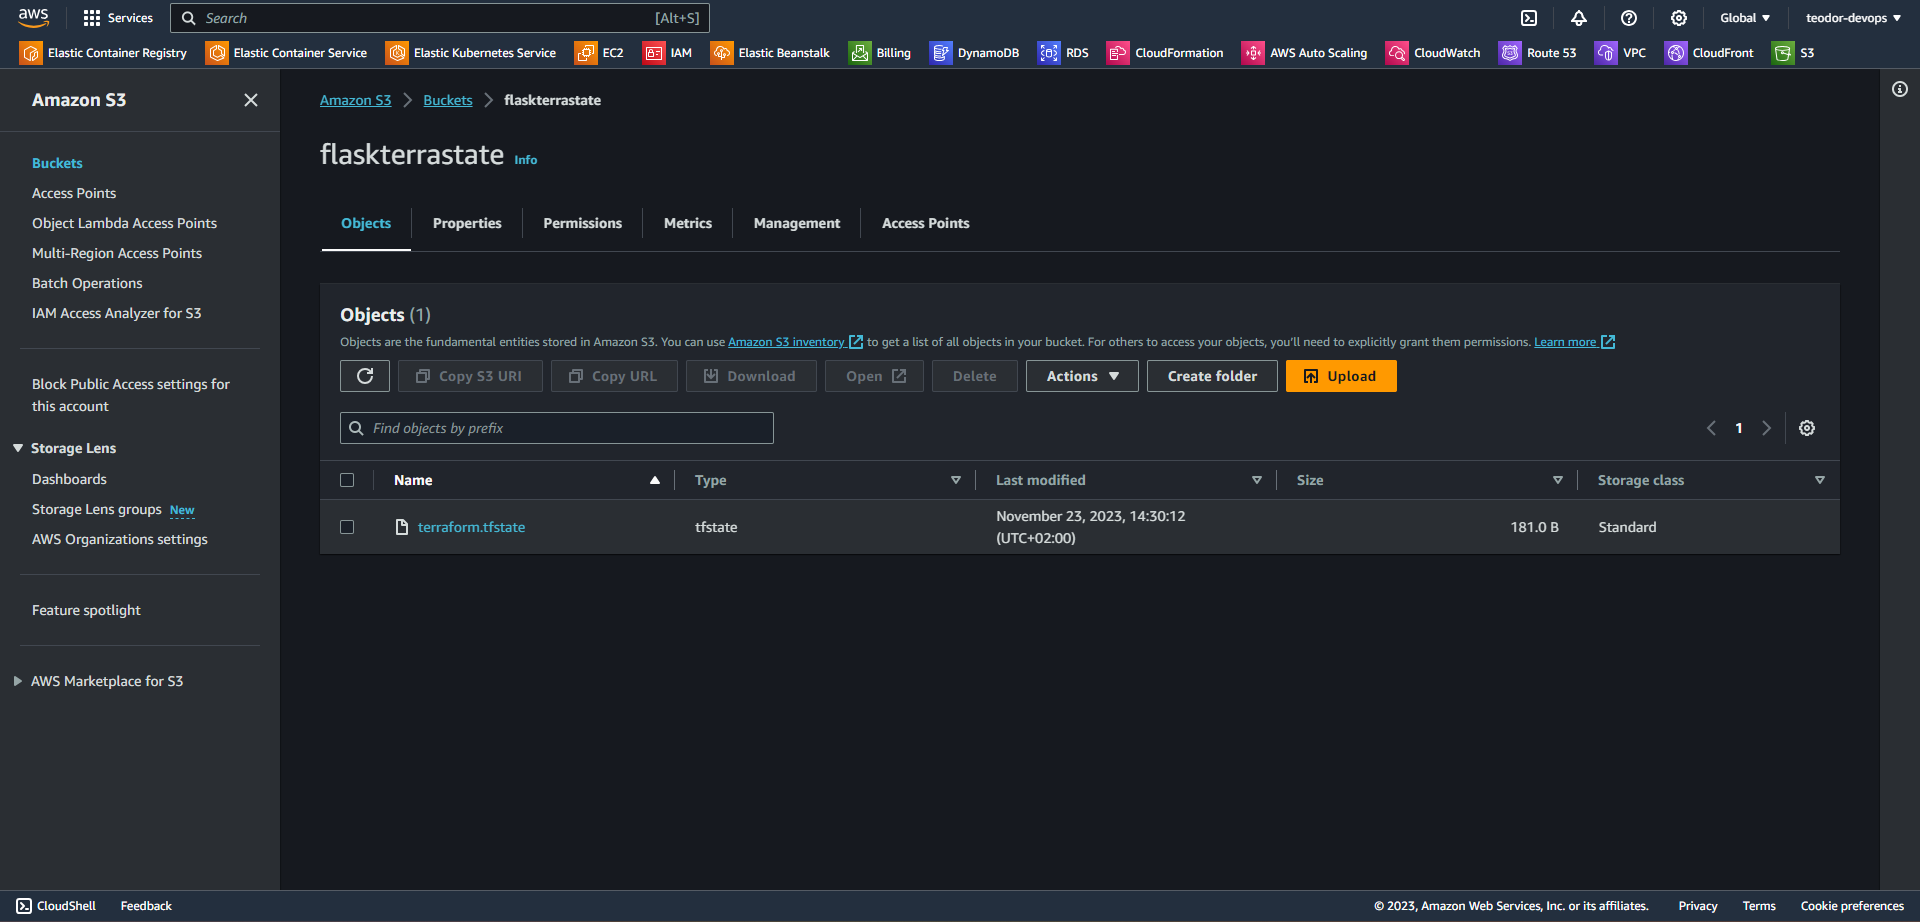 aws Services Search [Alt+S] Global teodor-devops
Elastic Container Registry Elastic Container Service Elastic Kubernetes Service EC2 IAM Elastic Beanstalk Billing DynamoDB RDS CloudFormation AWS Auto Scaling CloudWatch Route 53 VPC CloudFront S3
Amazon S3
Buckets
Access Points
Object Lambda Access Points
Multi-Region Access Points
Batch Operations
IAM Access Analyzer for S3
Block Public Access settings for
this account
Storage Lens
Dashboards
Storage Lens groups New
AWS Organizations settings
Feature spotlight
AWS Marketplace for S3
Amazon S3 Buckets flaskterrastate
flaskterrastate Info
Objects Properties Permissions Metrics Management Access Points
Objects (1)
Objects are the fundamental entities stored in Amazon S3. You can use Amazon S3 inventory to get a list of all objects in your bucket. For others to access your objects, you'll need to explicitly grant them permissions. Learn more
Copy S3 URI Copy URL Download Open Delete Actions Create folder Upload
Find objects by prefix 1
Name Type Last modified Size Storage class
terraform.tfstate tfstate November 23, 2023, 14:30:12 181.0 B Standard
(UTC+02:00)
CloudShell Feedback © 2023, Amazon Web Services, Inc. or its affiliates. Privacy Terms Cookie preferences